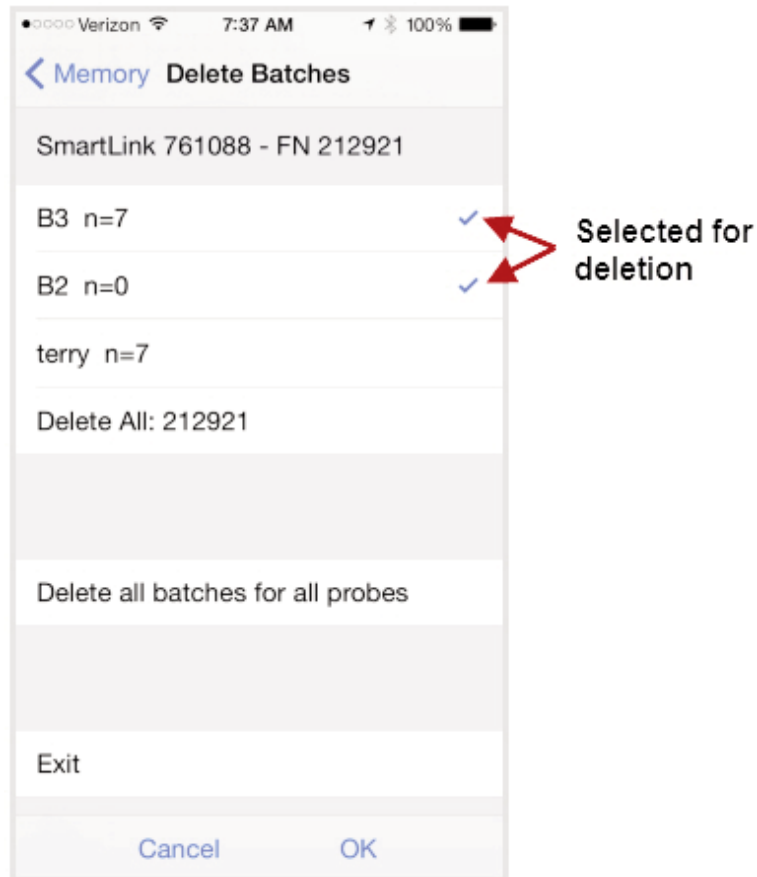 Verizon 7:37 AM 100%
Memory Delete Batches
SmartLink 761088 - FN 212921
B3 n=7
Selected for
deletion
B2 n=0
terry n=7
Delete All: 212921
Delete all batches for all probes
Exit
Cancel OK